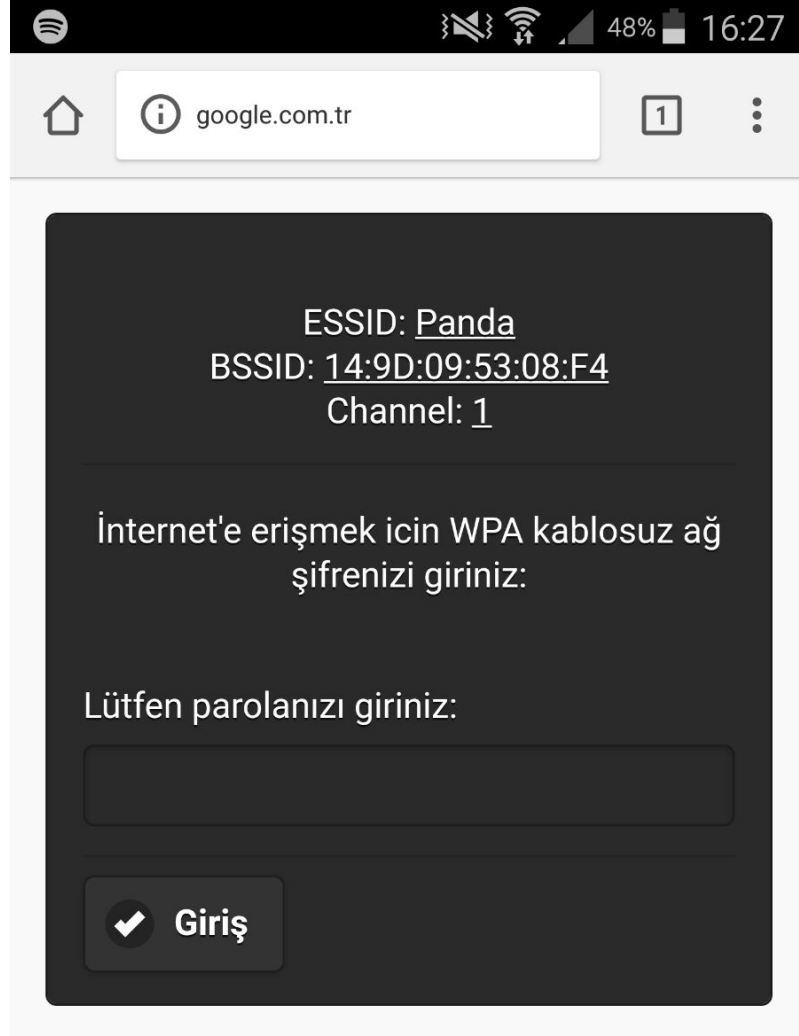 48% 16:27
google.com.tr 1
ESSID: Panda
BSSID: 14:9D:09:53:08:F4
Channel: 1
İnternet'e erişmek icin WPA kablosuz ağ
şifrenizi giriniz:
Lütfen parolanızı giriniz:
Giriş